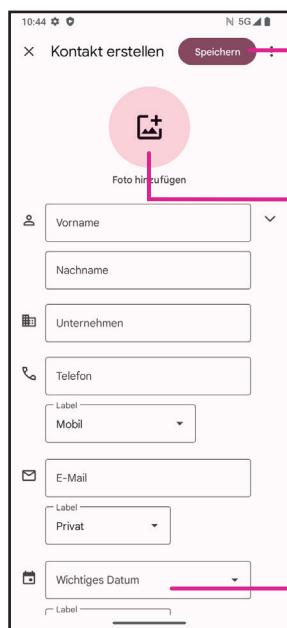 10:44 5G
Kontakt erstellen Speichern
Foto hinzufügen
Vorname
Nachname
Unternehmen
Telefon
Label
Mobil
E-Mail
Label
Privat
Wichtiges Datum
Label